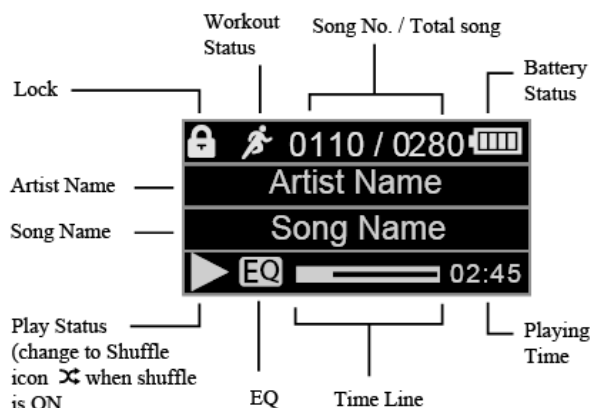 Workout
Status
Song No. / Total song
Battery
Status
Lock
0110 / 0280
Artist Name
Artist Name
Song Name
Song Name
EQ
02:45
Play Status
(change to Shuffle
icon when shuffle
is ON
EQ
Time Line
Playing
Time